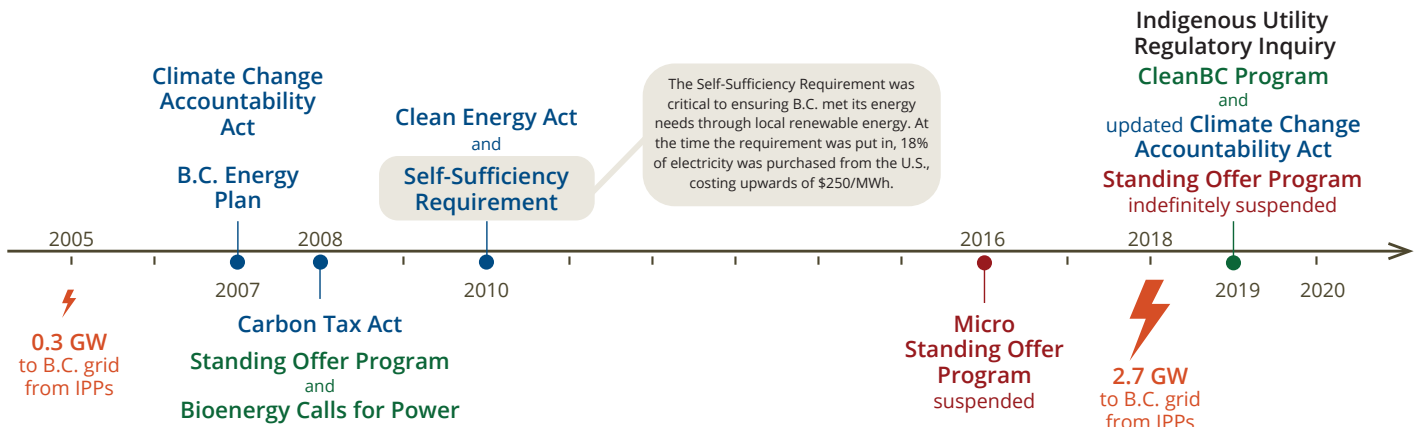 Climate Change
Accountability
Act
B.C. Energy
Plan
Clean Energy Act
and
Self-Sufficiency
Requirement
The Self-Sufficiency Requirement was
critical to ensuring B.C. met its energy
needs through local renewable energy. At
the time the requirement was put in, 18%
of electricity was purchased from the U.S.,
costing upwards of $250/MWh.
Indigenous Utility
Regulatory Inquiry
CleanBC Program
and
updated Climate Change
Accountability Act
Standing Offer Program
indefinitely suspended
2005
2008
2016
2018
2007
2010
2019
2020
0.3 GW
to B.C. grid
from IPPs
Carbon Tax Act
Standing Offer Program
and
Bioenergy Calls for Power
Micro
Standing Offer
Program
suspended
2.7 GW
to B.C. grid
from IPPs